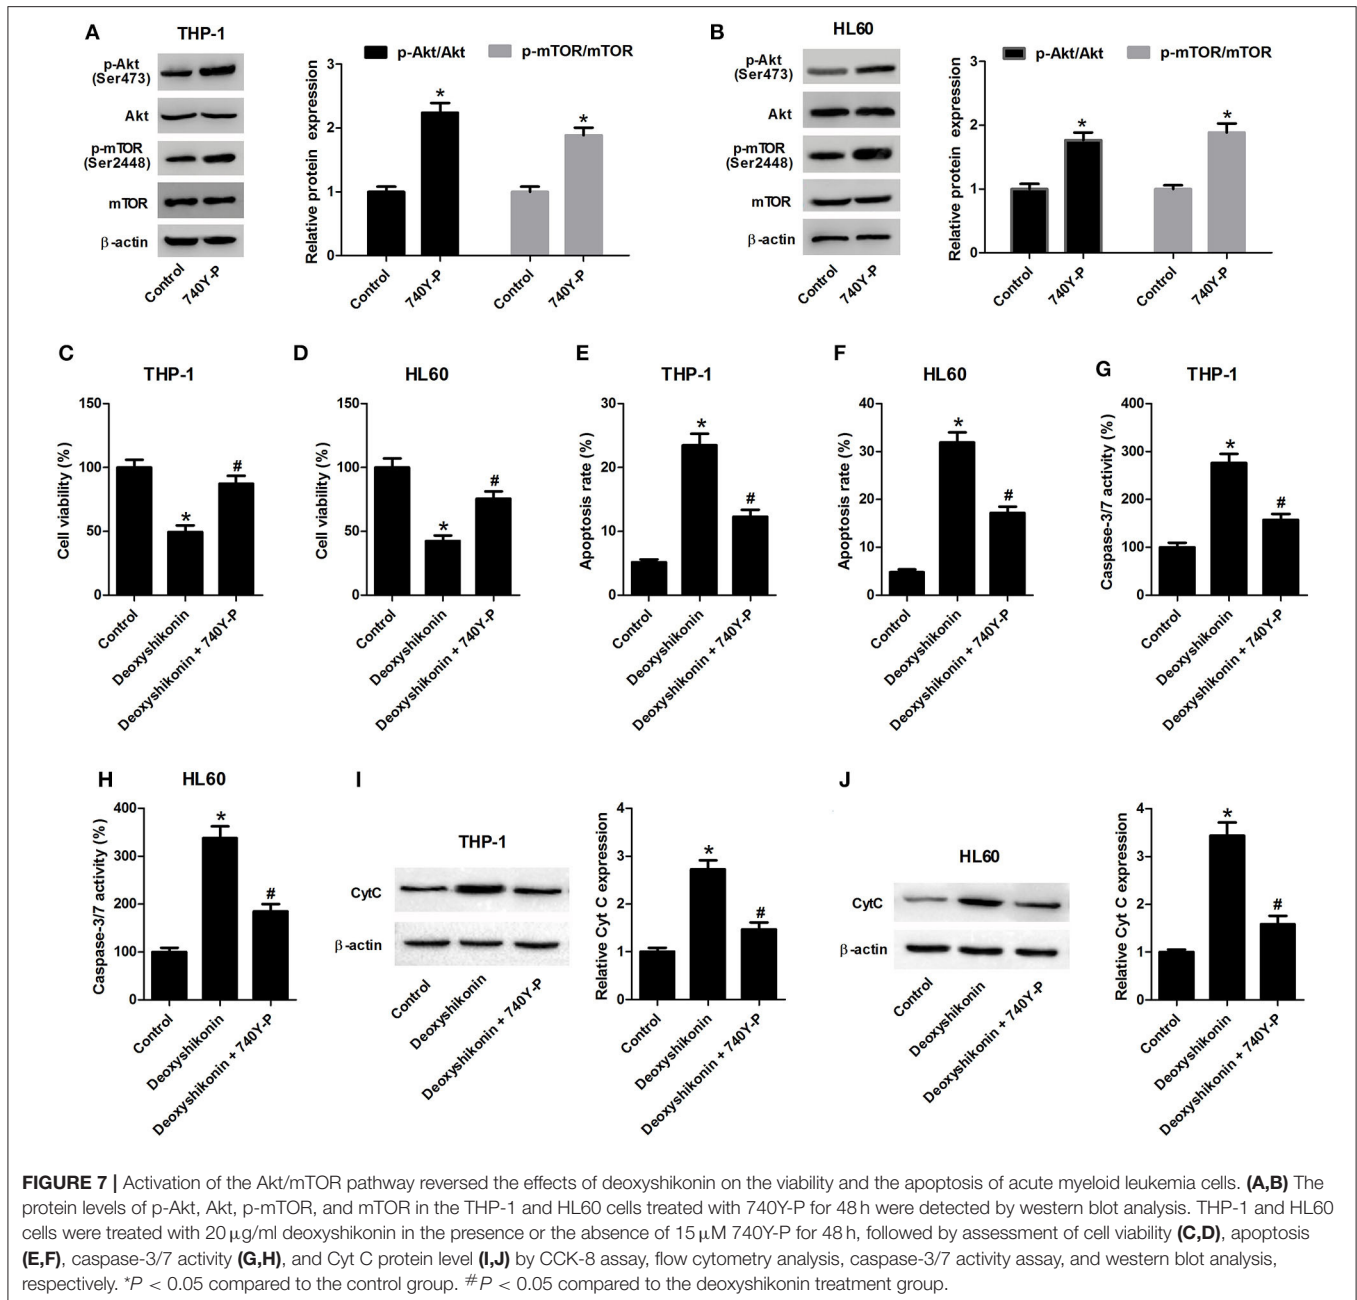 A
THP-1
p-Akt
(Ser473)
Akt
p-mTOR
(Ser2448)
mTOR
β-actin
Control
740Y-P
p-Akt/Akt
p-mTOR/mTOR
Relative protein expression
3
2
1
0
*
*
Control
740Y-P
Control
740Y-P
B
HL60
p-Akt
(Ser473)
Akt
p-mTOR
(Ser2448)
mTOR
β-actin
Control
740Y-P
p-Akt/Akt
p-mTOR/mTOR
Relative protein expression
3
2
1
0
*
*
Control
740Y-P
Control
740Y-P
C
THP-1
Cell viability (%)
150
100
50
0
*
#
Control
Deoxyshikonin
Deoxyshikonin + 740Y-P
D
HL60
Cell viability (%)
150
100
50
0
*
#
Control
Deoxyshikonin
Deoxyshikonin + 740Y-P
E
THP-1
Apoptosis rate (%)
30
20
10
0
*
#
Control
Deoxyshikonin
Deoxyshikonin + 740Y-P
F
HL60
Apoptosis rate (%)
40
30
20
10
0
*
#
Control
Deoxyshikonin
Deoxyshikonin + 740Y-P
G
THP-1
Caspase-3/7 activity (%)
400
300
200
100
0
*
#
Control
Deoxyshikonin
Deoxyshikonin + 740Y-P
H
HL60
Caspase-3/7 activity (%)
400
300
200
100
0
*
#
Control
Deoxyshikonin
Deoxyshikonin + 740Y-P
I
THP-1
CytC
β-actin
Control
Deoxyshikonin
Deoxyshikonin + 740Y-P
Relative Cyt C expression
4
3
2
1
0
*
#
Control
Deoxyshikonin
Deoxyshikonin + 740Y-P
J
HL60
CytC
β-actin
Control
Deoxyshikonin
Deoxyshikonin + 740Y-P
Relative Cyt C expression
4
3
2
1
0
*
#
Control
Deoxyshikonin
Deoxyshikonin + 740Y-P
FIGURE 7 | Activation of the Akt/mTOR pathway reversed the effects of deoxyshikonin on the viability and the apoptosis of acute myeloid leukemia cells. (A,B) The
protein levels of p-Akt, Akt, p-mTOR, and mTOR in the THP-1 and HL60 cells treated with 740Y-P for 48 h were detected by western blot analysis. THP-1 and HL60
cells were treated with 20 μg/ml deoxyshikonin in the presence or the absence of 15 μM 740Y-P for 48 h, followed by assessment of cell viability (C,D), apoptosis
(E,F), caspase-3/7 activity (G,H), and Cyt C protein level (I,J) by CCK-8 assay, flow cytometry analysis, caspase-3/7 activity assay, and western blot analysis,
respectively. *P < 0.05 compared to the control group. #P < 0.05 compared to the deoxyshikonin treatment group.